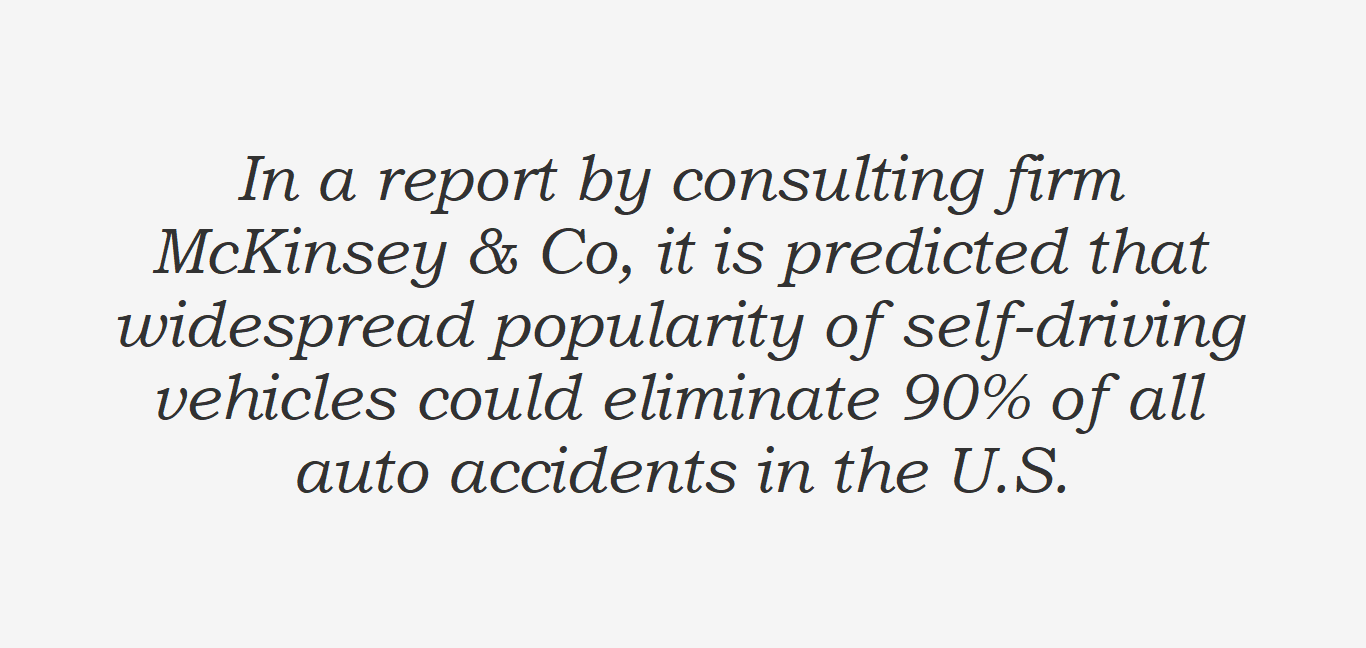 In a report by consulting firm
McKinsey & Co, it is predicted that
widespread popularity of self-driving
vehicles could eliminate 90% of all
auto accidents in the U.S.